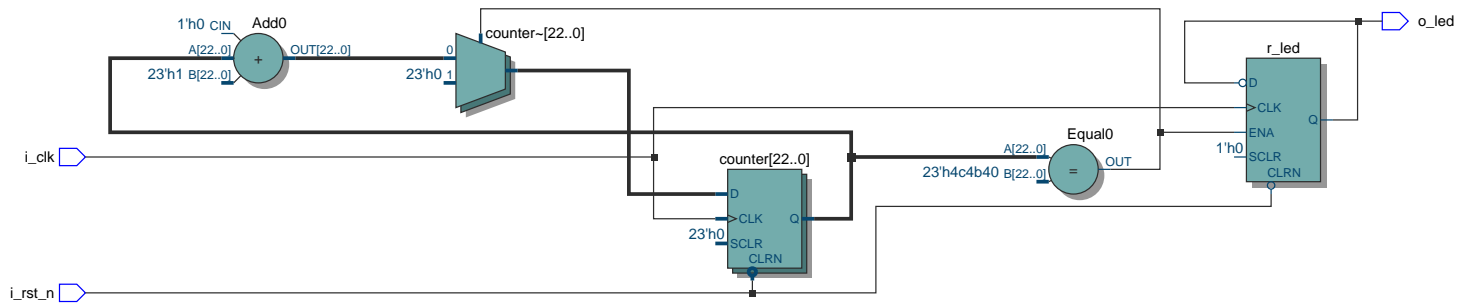 Add0
1'h0 CIN
A[22..0]
OUT[22..0]
+
23'h1 B[22..0]
counter~[22..0]
0
23'h0 1
i_clk
i_rst_n
counter[22..0]
D
CLK
Q
23'h0
SCLR
CLRN
Equal0
A[22..0]
OUT
=
23'h4c4b40 B[22..0]
r_led
D
CLK
Q
ENA
1'h0
SCLR
CLRN
o_led